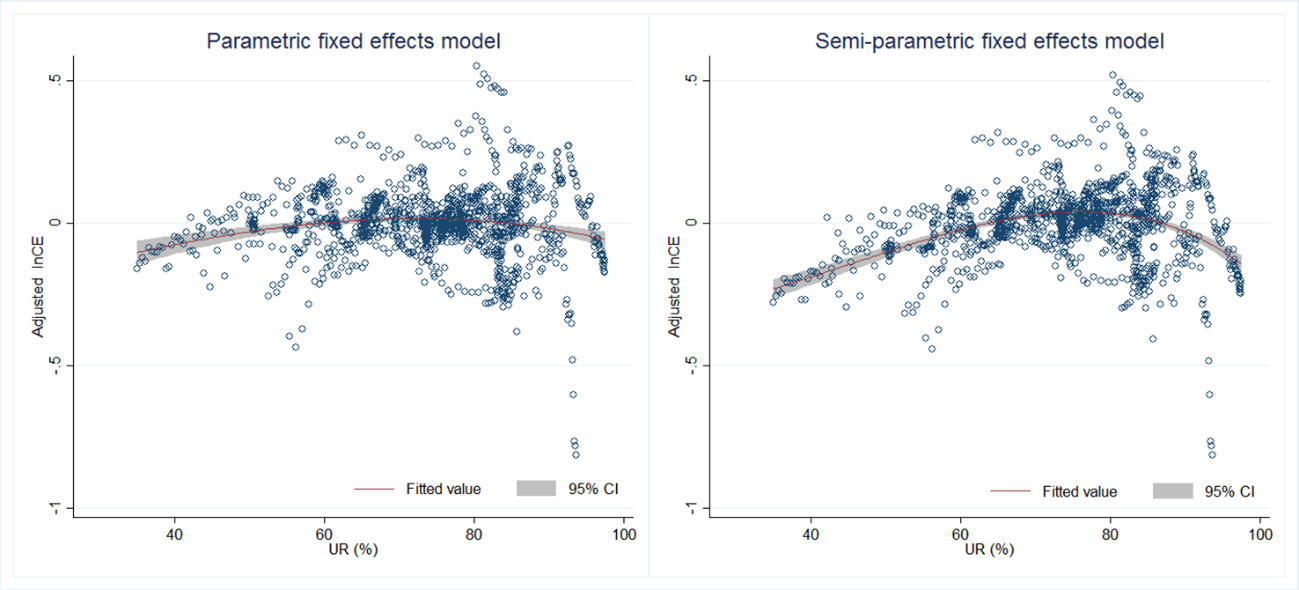 Parametric fixed effects model
.5
0
-.5
-1
Adjusted lnCE
40 60 80 100
UR (%)
Fitted value 95% CI
Semi-parametric fixed effects model
.5
0
-.5
-1
Adjusted lnCE
40 60 80 100
UR (%)
Fitted value 95% CI